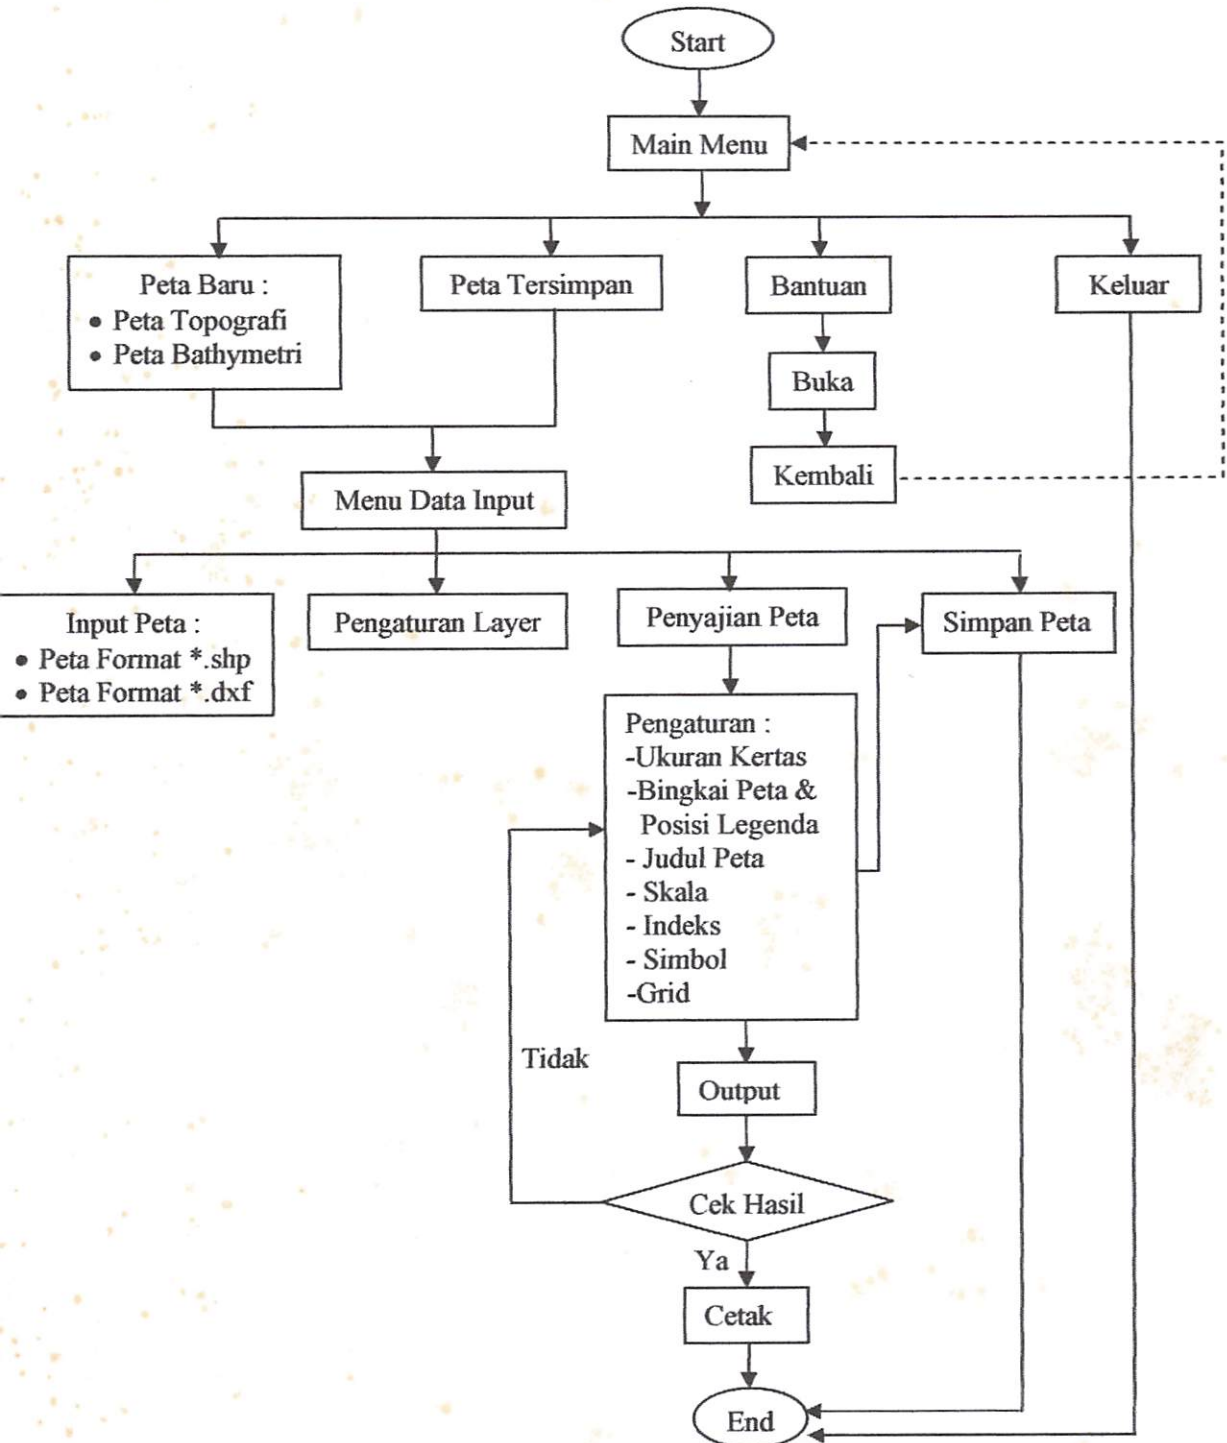 Start
Main Menu
Peta Baru :
• Peta Topografi
• Peta Bathymetri
Peta Tersimpan
Bantuan
Keluar
Buka
Kembali
Menu Data Input
Input Peta :
• Peta Format *.shp
• Peta Format *.dxf
Pengaturan Layer
Penyajian Peta
Simpan Peta
Pengaturan :
-Ukuran Kertas
-Bingkai Peta &
Posisi Legenda
- Judul Peta
- Skala
- Indeks
- Simbol
-Grid
Tidak
Output
Cek Hasil
Ya
Cetak
End